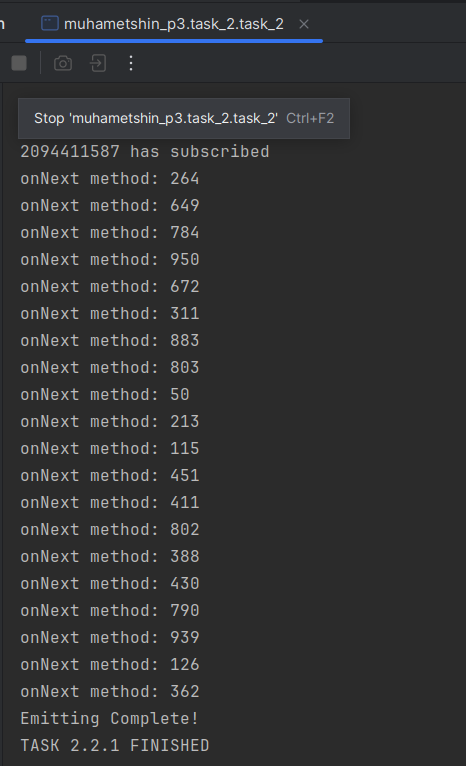 n muhametshin_p3.task_2.task_2
Stop 'muhametshin_p3.task_2.task_2' Ctrl+F2
2094411587 has subscribed
onNext method: 264
onNext method: 649
onNext method: 784
onNext method: 950
onNext method: 672
onNext method: 311
onNext method: 883
onNext method: 803
onNext method: 50
onNext method: 213
onNext method: 115
onNext method: 451
onNext method: 411
onNext method: 802
onNext method: 388
onNext method: 430
onNext method: 790
onNext method: 939
onNext method: 126
onNext method: 362
Emitting Complete!
TASK 2.2.1 FINISHED